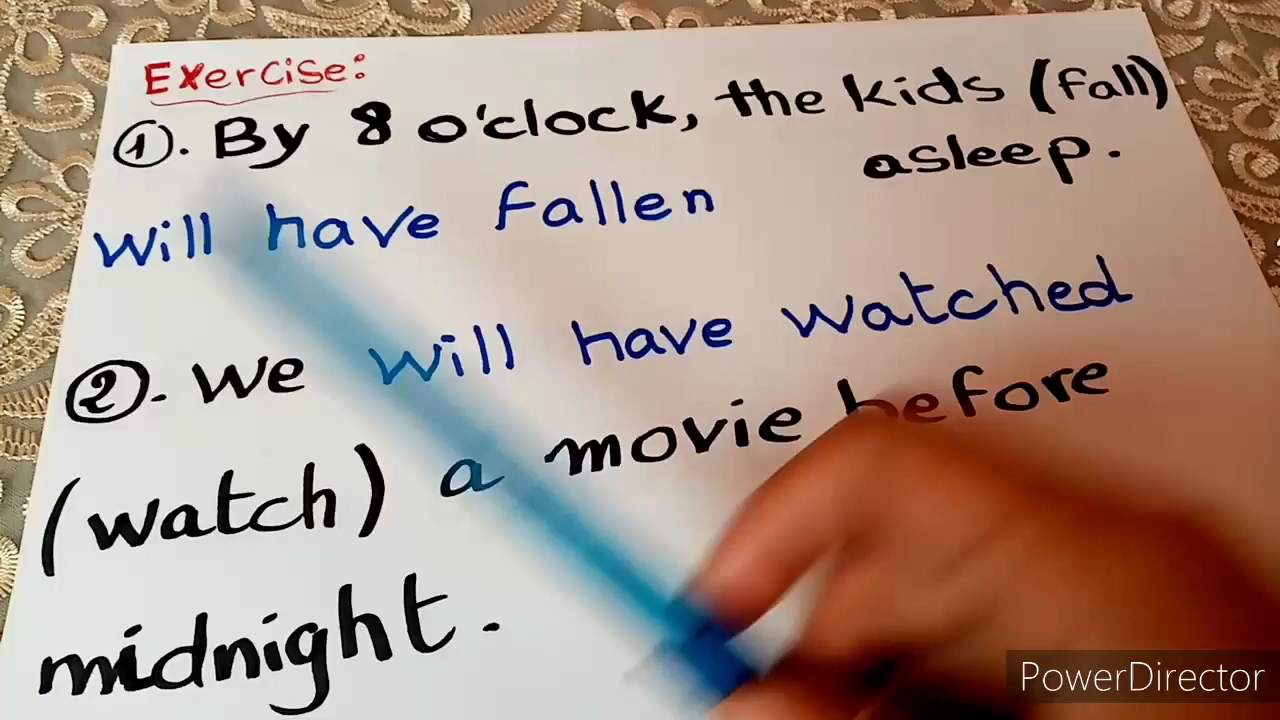 Exercise:
①. By 8 o'clock, the kids (fall)
asleep.
will have fallen
②. We will have watched
(watch) a movie before
midnight.
PowerDirector